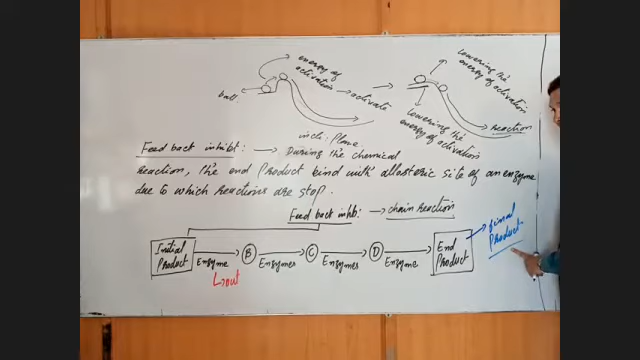 energy of
activation
ball.
activate
incli: Plane
Lowering the
energy of activation
Lowering the
energy of activation
reaction
Feed back inhibt: → During the chemical
reaction, the end Product bind with allosteric site of an enzyme
due to which Reactions are stop.
Feed back inhbt: → chain Reaction
Initial
Product
Enzyme
B
Enzymes
C
Enzymes
D
Enzyme
End
Product
final
Product
out